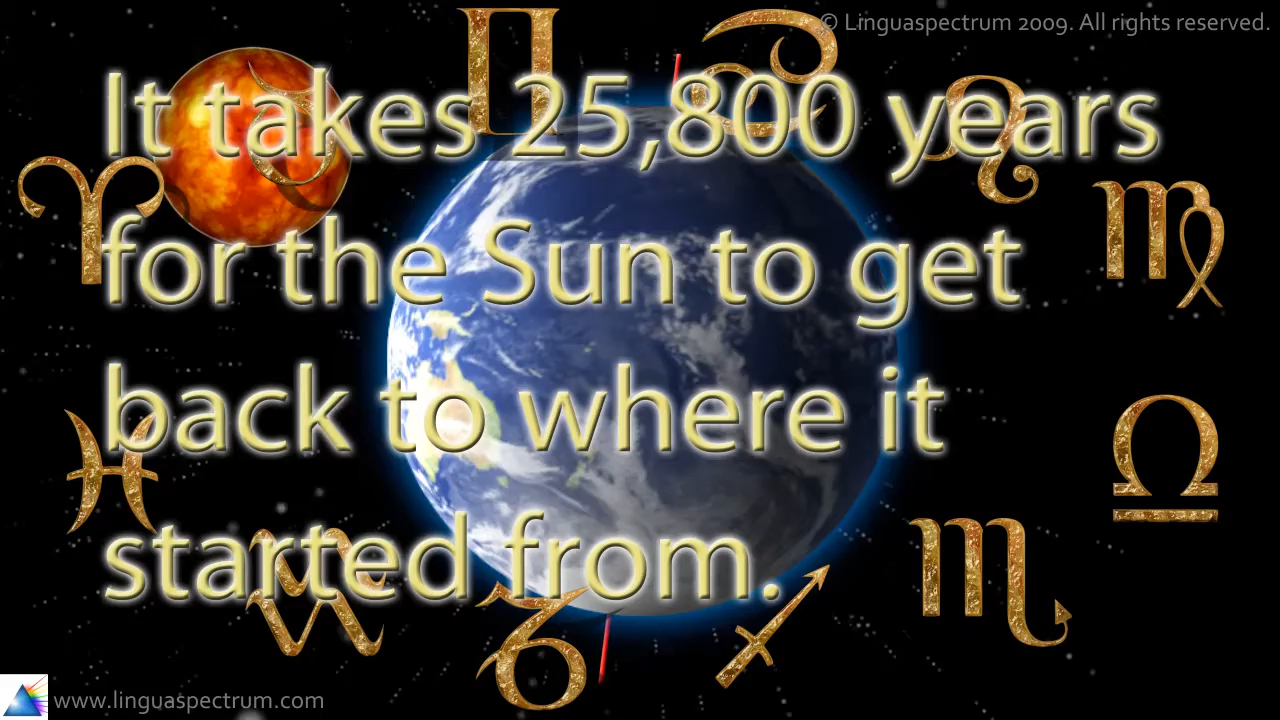 © Linguaspectrum 2009. All rights reserved.
It takes 25,800 years
for the Sun to get
back to where it
started from.
www.linguaspectrum.com